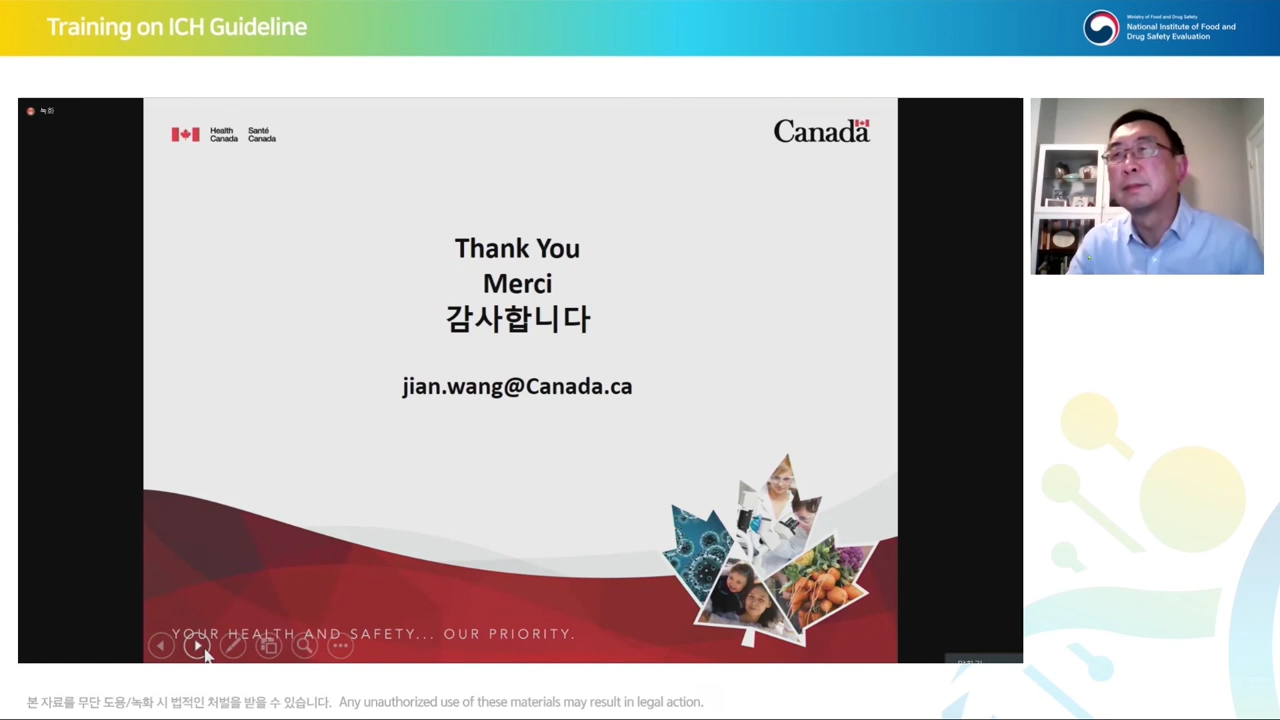 Training on ICH Guideline
Ministry of Food and Drug Safety
National Institute of Food and
Drug Safety Evaluation
녹화
Health
Canada
Santé
Canada
Canada
Thank You
Merci
감사합니다
jian.wang@Canada.ca
YOUR HEALTH AND SAFETY... OUR PRIORITY.
본 자료를 무단 도용/녹화 시 법적인 처벌을 받을 수 있습니다. Any unauthorized use of these materials may result in legal action.